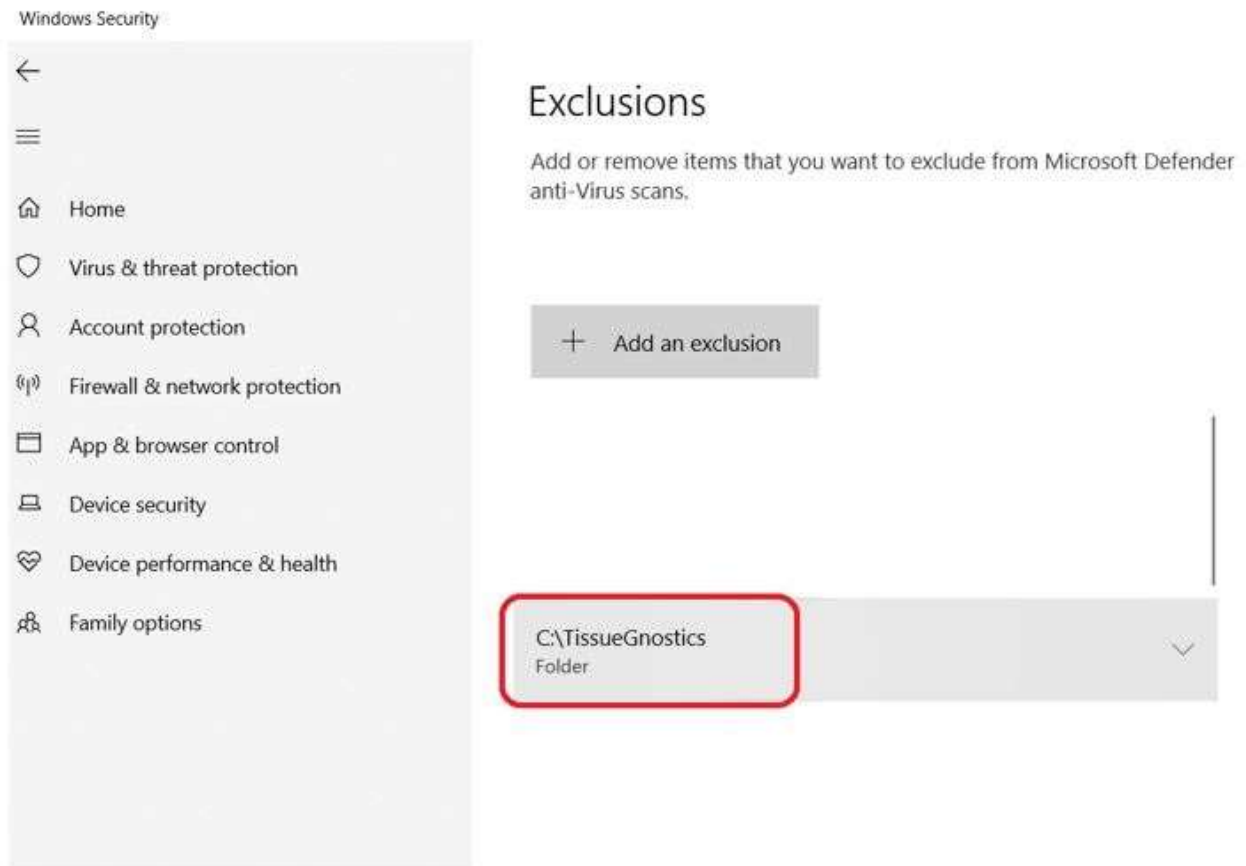 Windows Security
Home
Virus & threat protection
Account protection
Firewall & network protection
App & browser control
Device security
Device performance & health
Family options
Exclusions
Add or remove items that you want to exclude from Microsoft Defender
anti-Virus scans.
Add an exclusion
C:\TissueGnostics
Folder